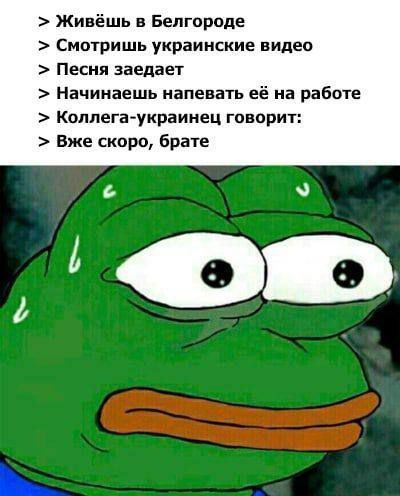 > Живёшь в Белгороде
> Смотришь украинские видео
> Песня заедает
> Начинаешь напевать её на работе
> Коллега-украинец говорит:
> Вже скоро, брате